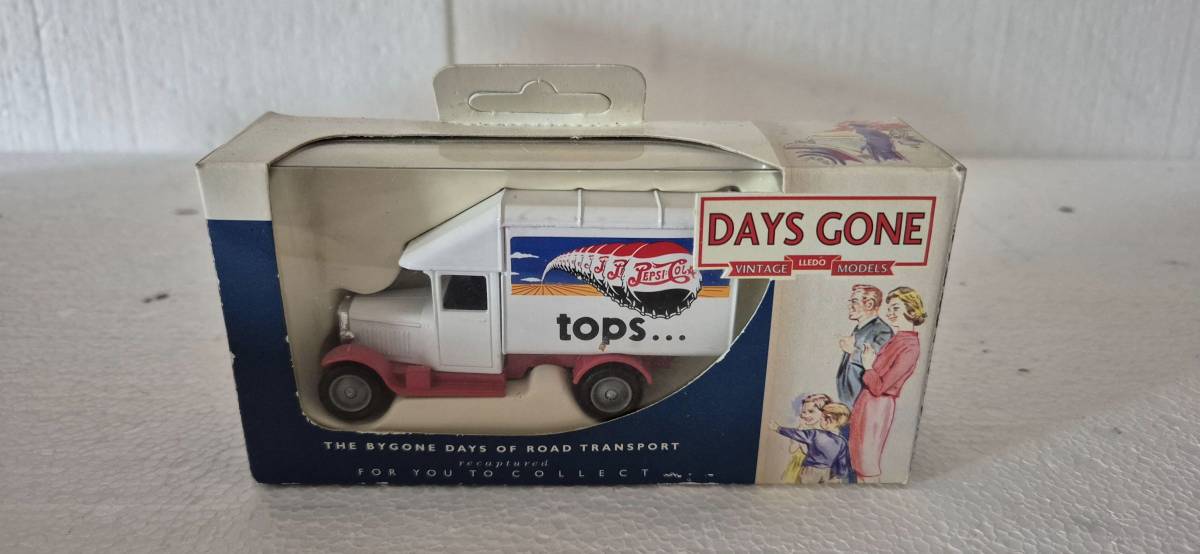 DAYS GONE
VINTAGE LLEDO MODELS
PEPSI-COLA
tops...
THE BYGONE DAYS OF ROAD TRANSPORT
recaptured
FOR YOU TO COLLECT